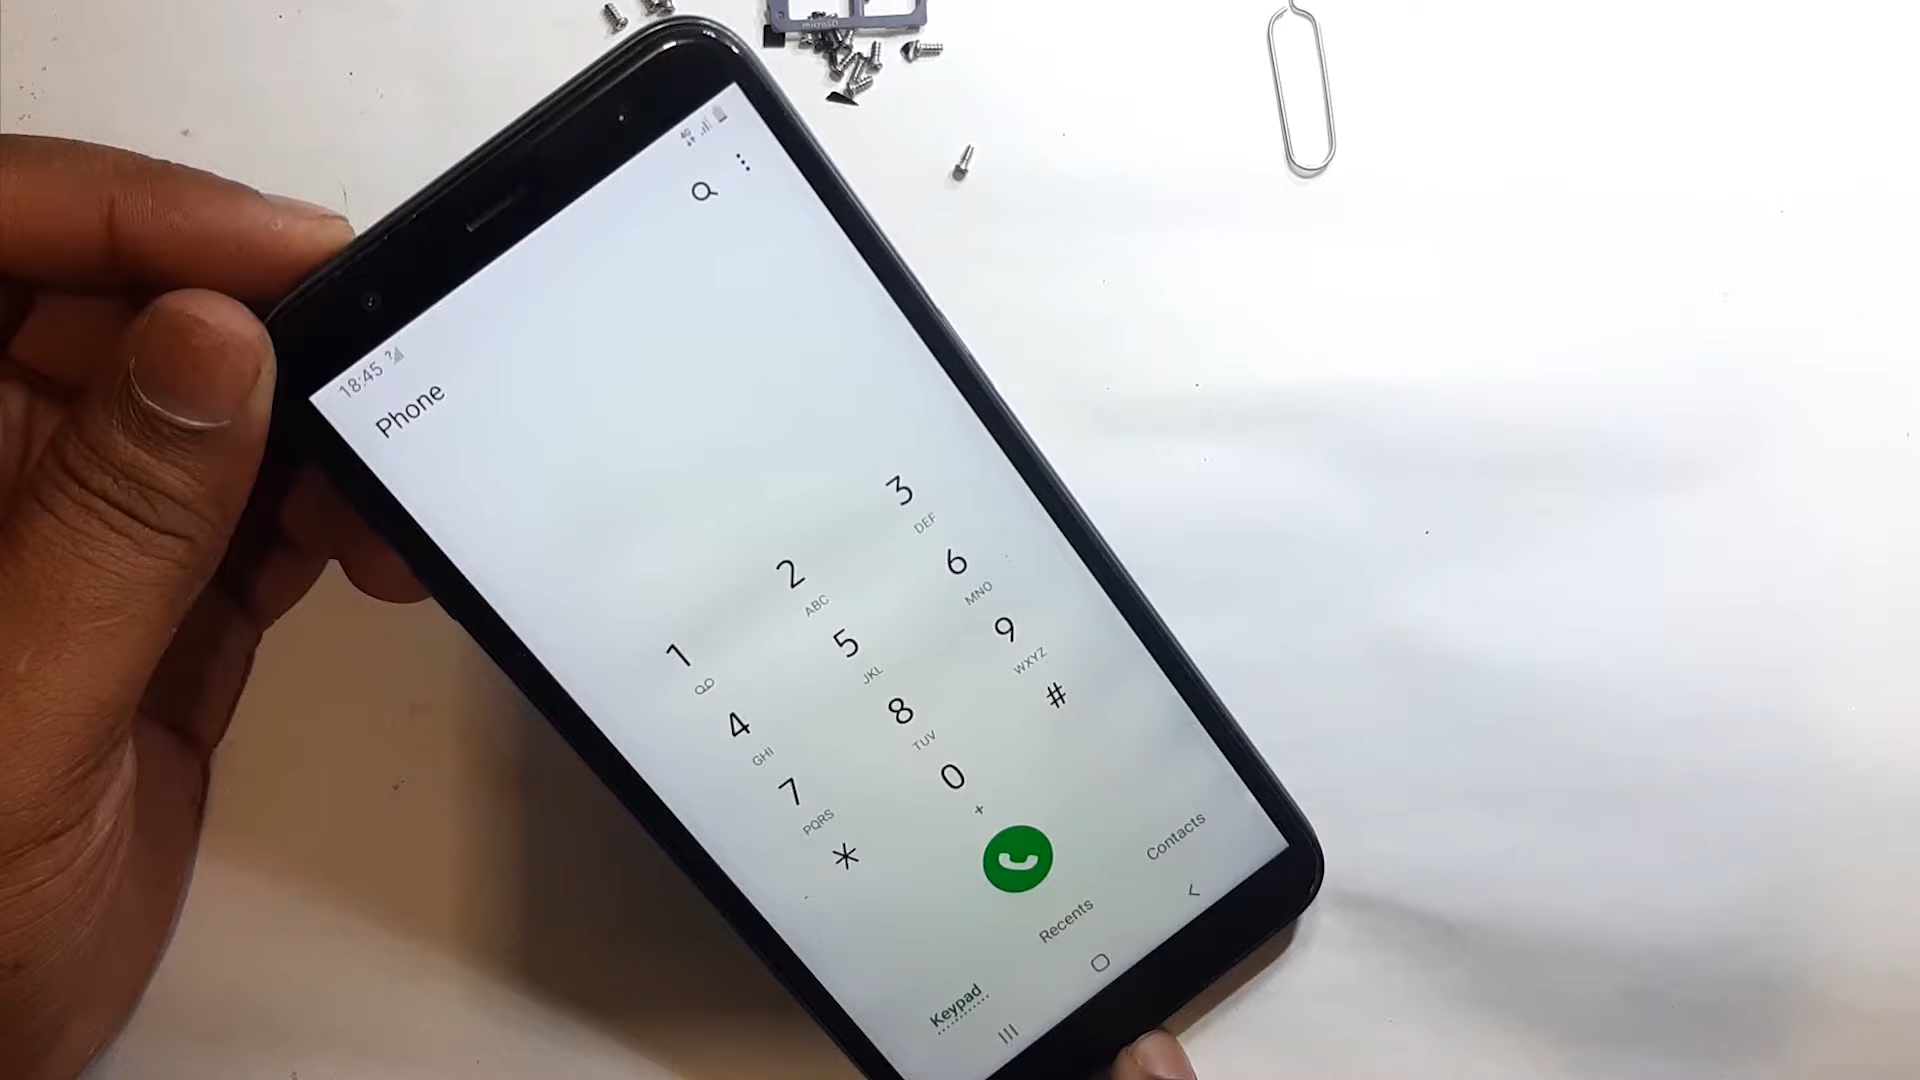 microSD
4G
18:45 ?
Phone
1 2 ABC 3 DEF
4 GHI 5 JKL 6 MNO
7 PQRS 8 TUV 9 WXYZ
* 0 + #
Keypad Recents Contacts